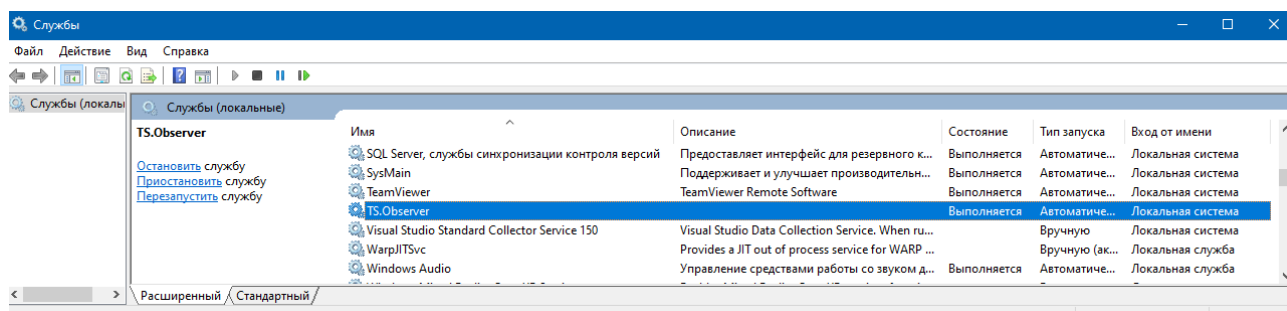 Службы
Файл Действие Вид Справка
Службы (локалы
Службы (локальные)
TS.Observer
Остановить службу
Приостановить службу
Перезапустить службу
Имя Описание Состояние Тип запуска Вход от имени
SQL Server, службы синхронизации контроля версий Предоставляет интерфейс для резервного к... Выполняется Автоматиче... Локальная система
SysMain Поддерживает и улучшает производительн... Выполняется Автоматиче... Локальная система
TeamViewer TeamViewer Remote Software Выполняется Автоматиче... Локальная система
TS.Observer Выполняется Автоматиче... Локальная система
Visual Studio Standard Collector Service 150 Visual Studio Data Collection Service. When ru... Вручную Локальная система
WarpJITSvc Provides a JIT out of process service for WARP ... Вручную (ак... Локальная служба
Windows Audio Управление средствами работы со звуком д... Выполняется Автоматиче... Локальная служба
Расширенный Стандартный